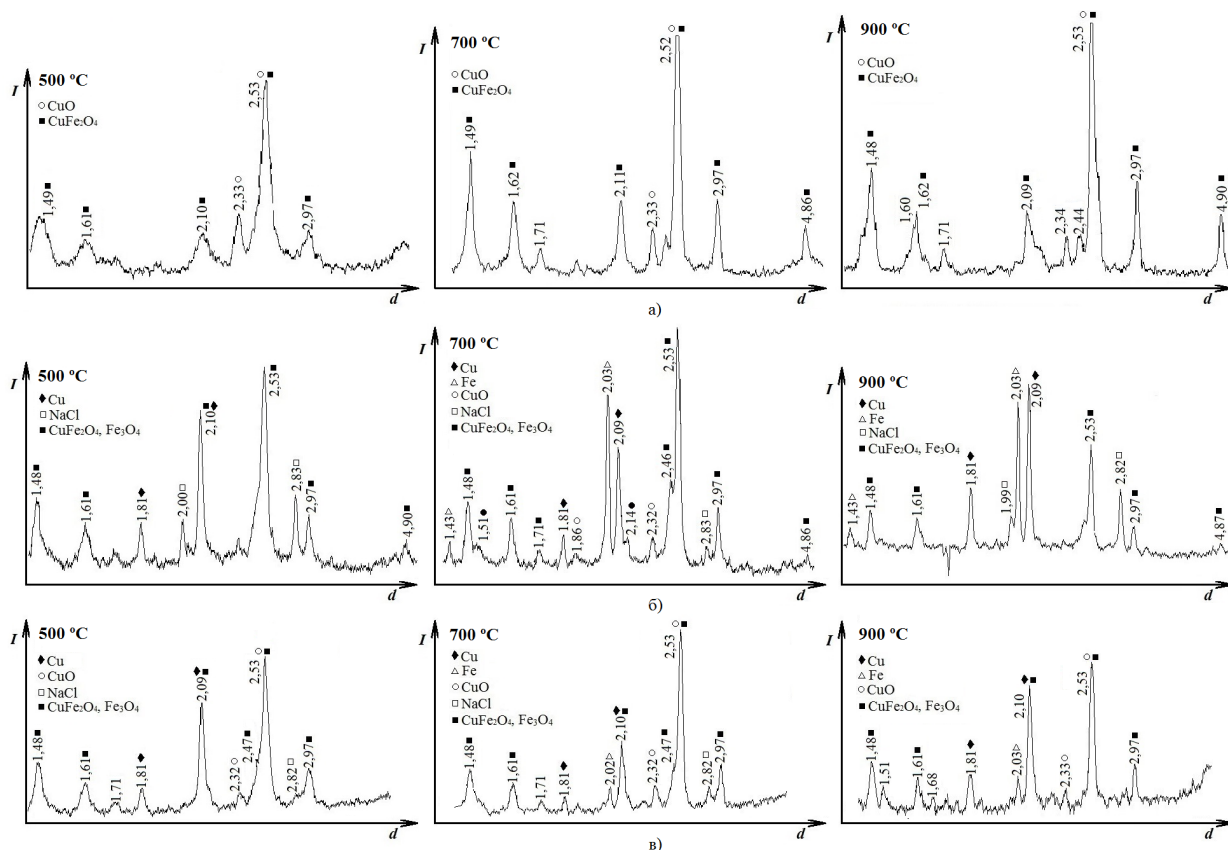 500 ºC
I
○ CuO
■ CuFe₂O₄
1,49■
1,61■
2,10■
2,33○
2,53
○ ■
2,97■
d
700 ºC
I
○ CuO
■ CuFe₂O₄
1,49■
1,62■
1,71
2,11■
2,33○
2,52
○ ■
2,97■
4,86■
d
900 ºC
I
○ CuO
■ CuFe₂O₄
1,48■
1,60
1,62■
1,71
2,09■
2,34
2,44
2,53
○ ■
2,97■
4,90■
d
а)
500 ºC
I
♦ Cu
□ NaCl
■ CuFe₂O₄, Fe₃O₄
1,48■
1,61■
1,81♦
2,00□
2,10■♦
2,53■
2,83□
2,97■
4,90■
d
700 ºC
I
♦ Cu
△ Fe
○ CuO
□ NaCl
■ CuFe₂O₄, Fe₃O₄
1,43△
1,48■
1,51●
1,61■
1,71■
1,81♦
1,86○
2,03△
2,09♦
2,14●
2,32○
2,46■
2,53■
2,83□
2,97■
4,86■
d
900 ºC
I
♦ Cu
△ Fe
□ NaCl
■ CuFe₂O₄, Fe₃O₄
1,43△
1,48■
1,61■
1,81♦
1,99□
2,03△
2,09♦
2,53■
2,82□
2,97■
4,87■
d
б)
500 ºC
I
♦ Cu
○ CuO
□ NaCl
■ CuFe₂O₄, Fe₃O₄
1,48■
1,61■
1,71
1,81♦
2,09♦■
2,32○
2,47■
2,53
○ ■
2,82□
2,97■
d
700 ºC
I
♦ Cu
△ Fe
○ CuO
□ NaCl
■ CuFe₂O₄, Fe₃O₄
1,48■
1,61■
1,71
1,81♦
2,02△
2,10♦■
2,32○
2,47■
2,53
○ ■
2,82□
2,97■
d
900 ºC
I
♦ Cu
△ Fe
○ CuO
■ CuFe₂O₄, Fe₃O₄
1,48■
1,51
1,61■
1,68
1,81♦
2,03△
2,10
♦ ■
2,33○
2,53
○ ■
2,97■
d
в)